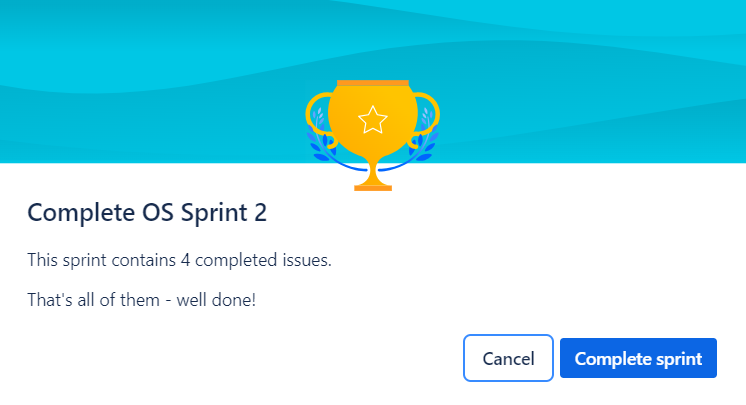 Complete OS Sprint 2
This sprint contains 4 completed issues.
That's all of them - well done!
Cancel
Complete sprint